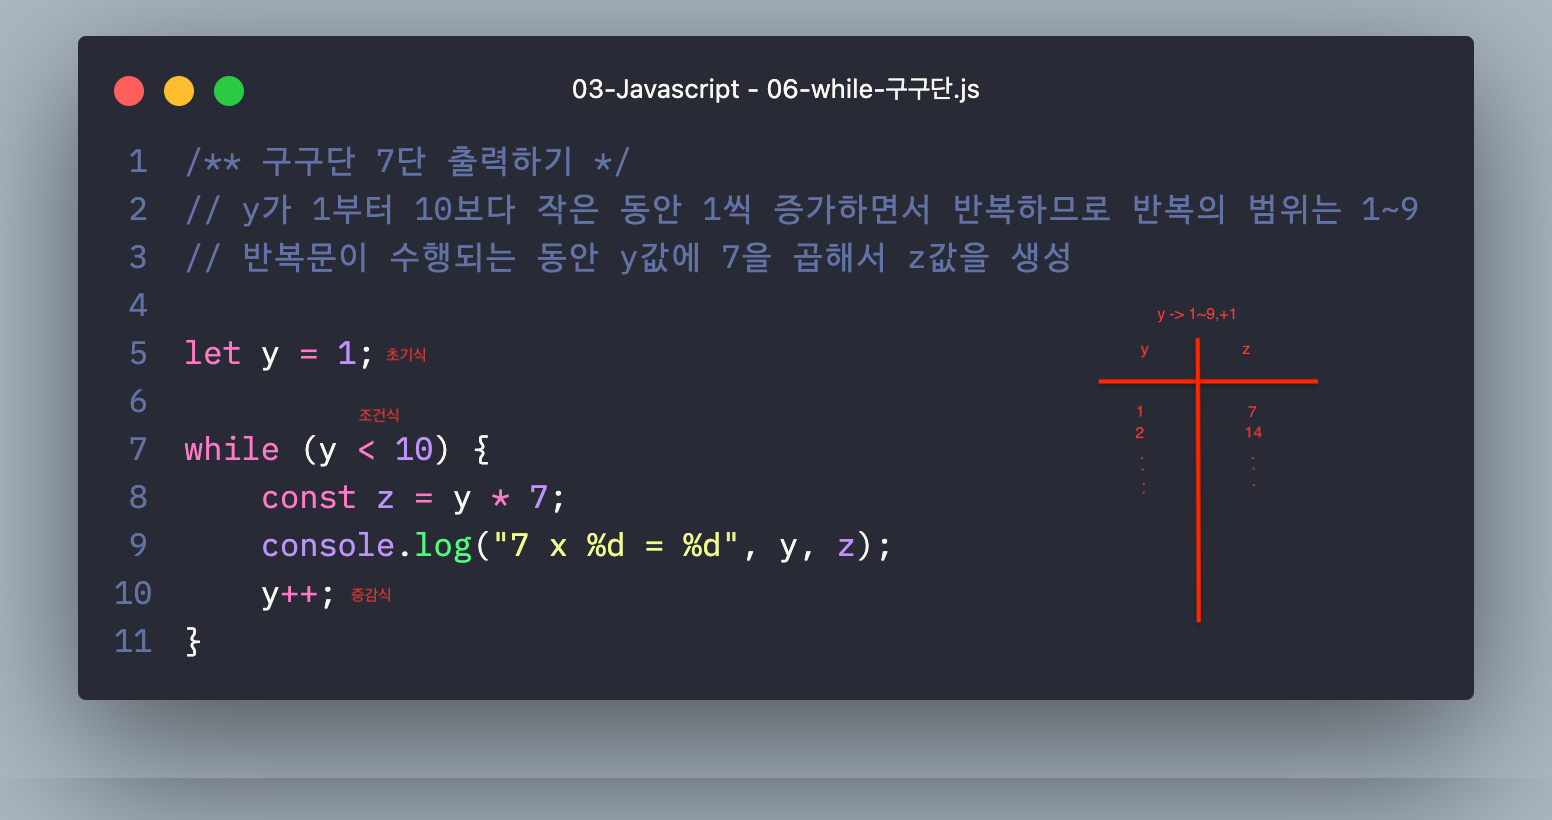 03-Javascript - 06-while-구구단.js
1 /** 구구단 7단 출력하기 */
2 // y가 1부터 10보다 작은 동안 1씩 증가하면서 반복하므로 반복의 범위는 1~9
3 // 반복문이 수행되는 동안 y값에 7을 곱해서 z값을 생성
4
5 let y = 1; 초기식
6
조건식
7 while (y < 10) {
8 const z = y * 7;
9 console.log("7 x %d = %d", y, z);
10 y++; 증감식
11 }
y -> 1~9,+1
y z
1 7
2 14
. .
. .
. .